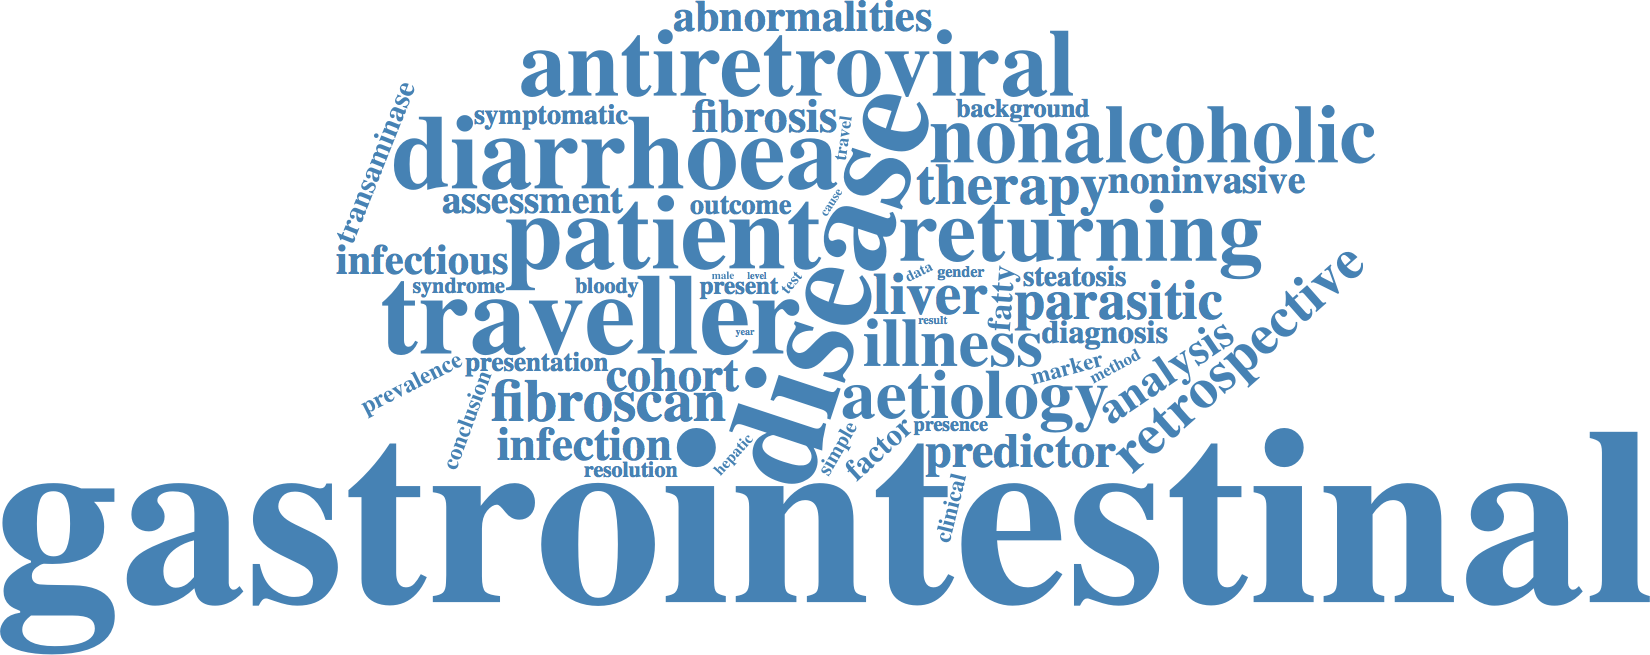 abnormalities
antiretroviral
transaminase
symptomatic
fibrosis
background
travel
diarrhoea
disease
nonalcoholic
therapy
noninvasive
assessment
outcome
cause
patient
returning
infectious
syndrome
bloody
male
level
present
test
data
gender
fatty
steatosis
liver
parasitic
traveller
year
result
illness
diagnosis
retrospective
prevalence
presentation
cohort
marker
method
analysis
conclusion
fibroscan
aetiology
infection
resolution
hepatic
simple
factor
presence
predictor
clinical
gastrointestinal